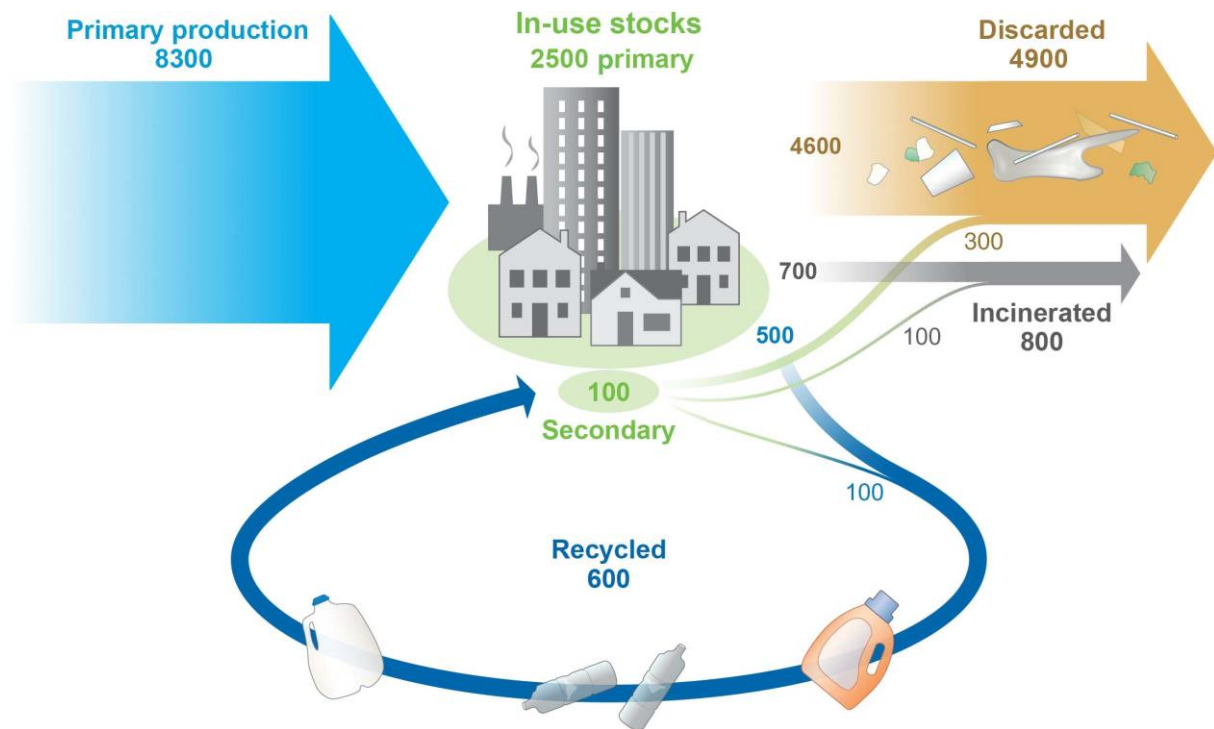 Primary production
8300
In-use stocks
2500 primary
Discarded
4900
4600
300
700
Incinerated
800
500
100
100
Secondary
100
Recycled
600